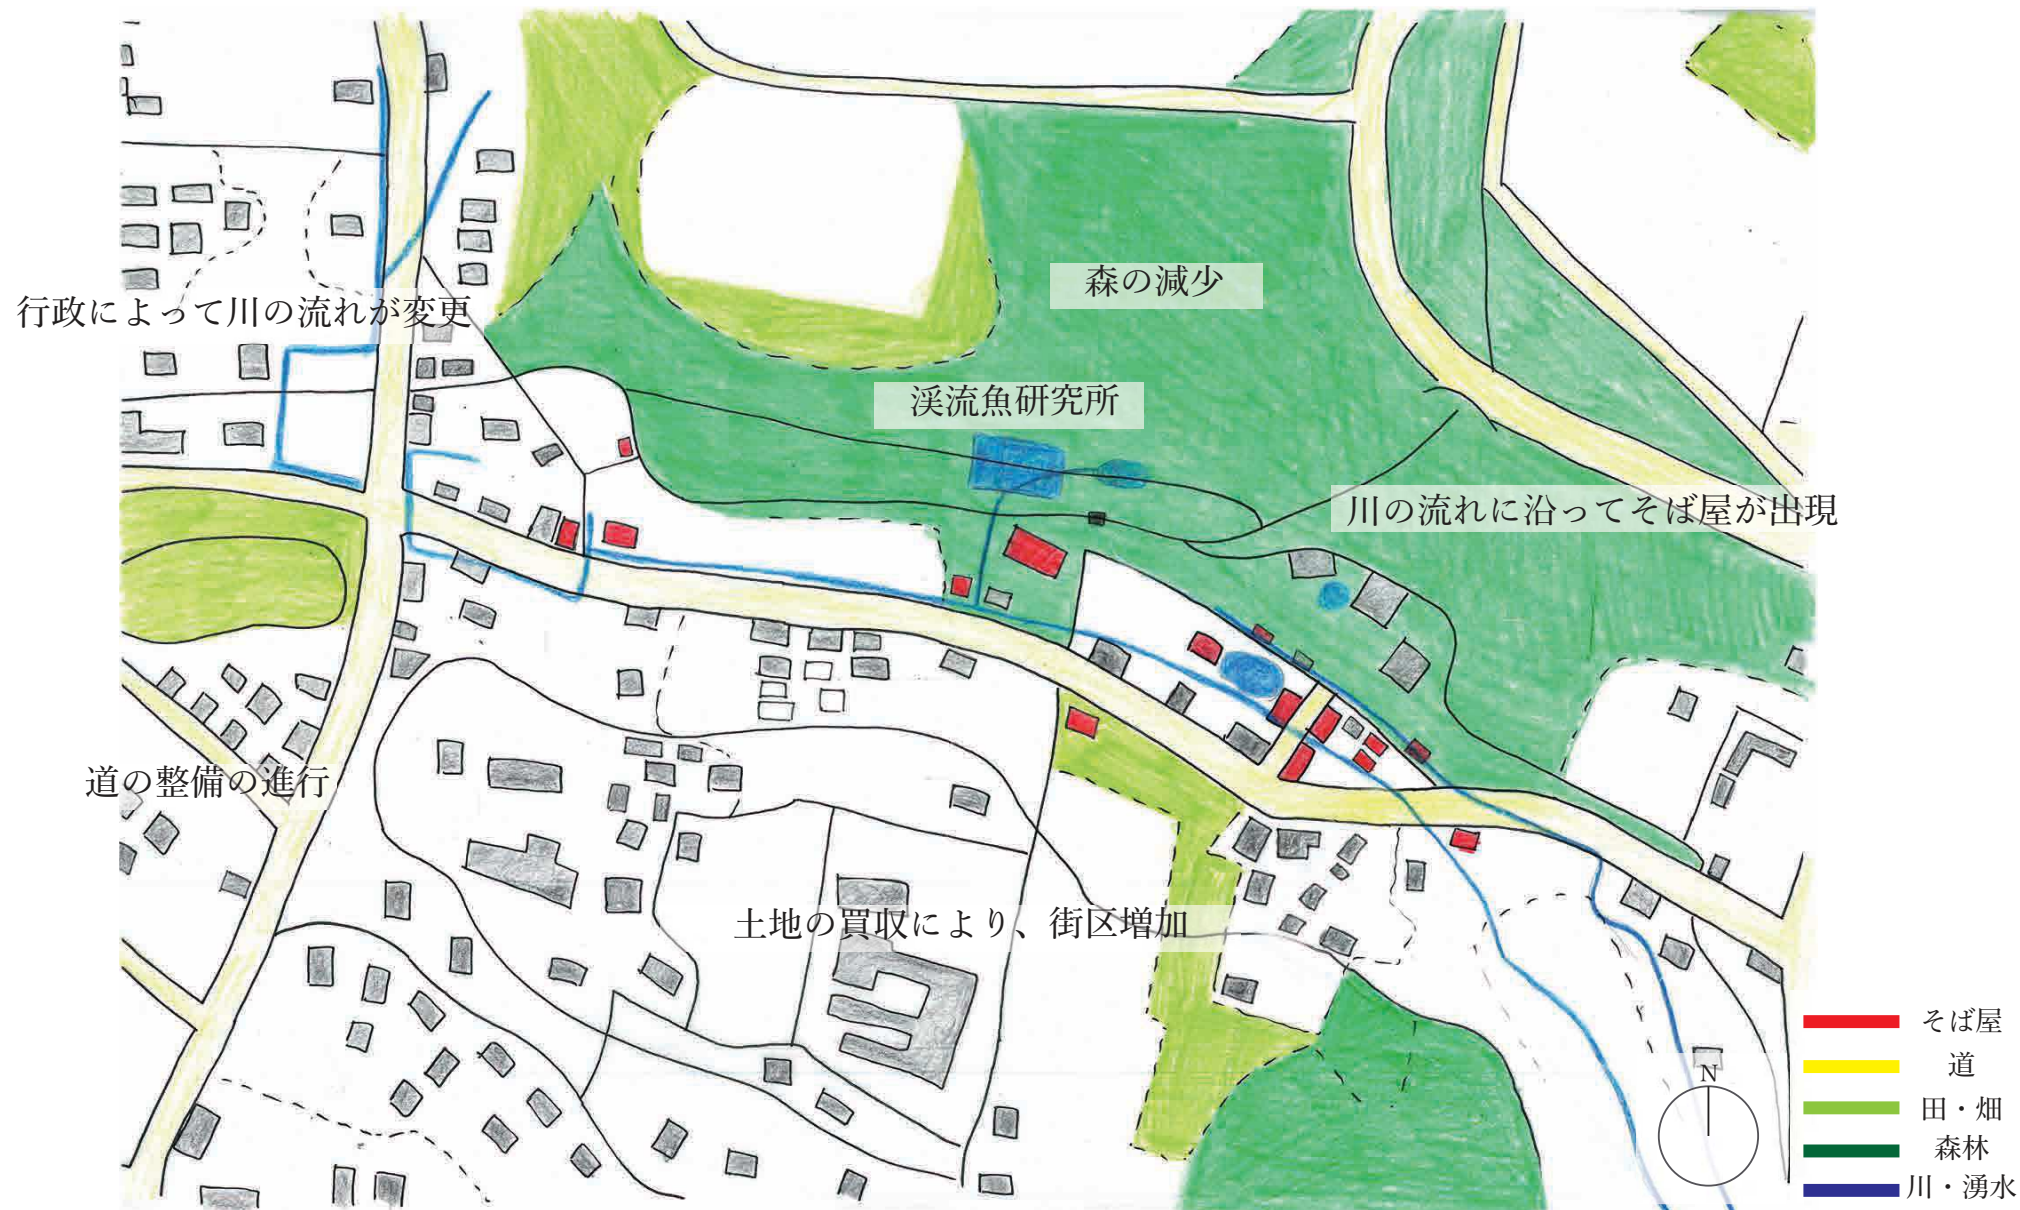 森の減少
行政によって川の流れが変更
渓流魚研究所
川の流れに沿ってそば屋が出現
道の整備の進行
土地の買収により、街区増加
N
そば屋
道
田・畑
森林
川・湧水